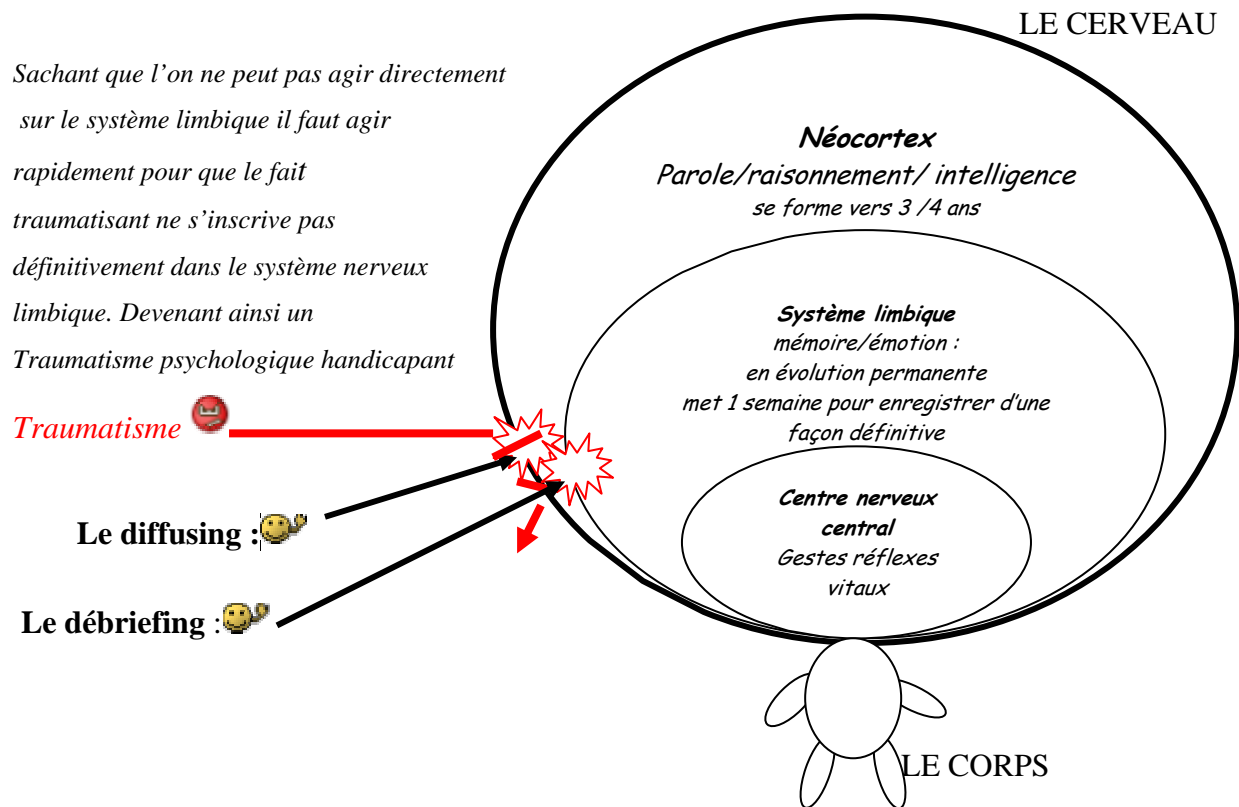 LE CERVEAU
Sachant que l'on ne peut pas agir directement
sur le système limbique il faut agir
rapidement pour que le fait
traumatisant ne s'inscrive pas
définitivement dans le système nerveux
limbique. Devenant ainsi un
Traumatisme psychologique handicapant
Traumatisme
Le diffusing :
Le débriefing :
Néocortex
Parole/raisonnement/ intelligence
se forme vers 3 /4 ans
Système limbique
mémoire/émotion :
en évolution permanente
met 1 semaine pour enregistrer d'une
façon définitive
Centre nerveux
central
Gestes réflexes
vitaux
LE CORPS